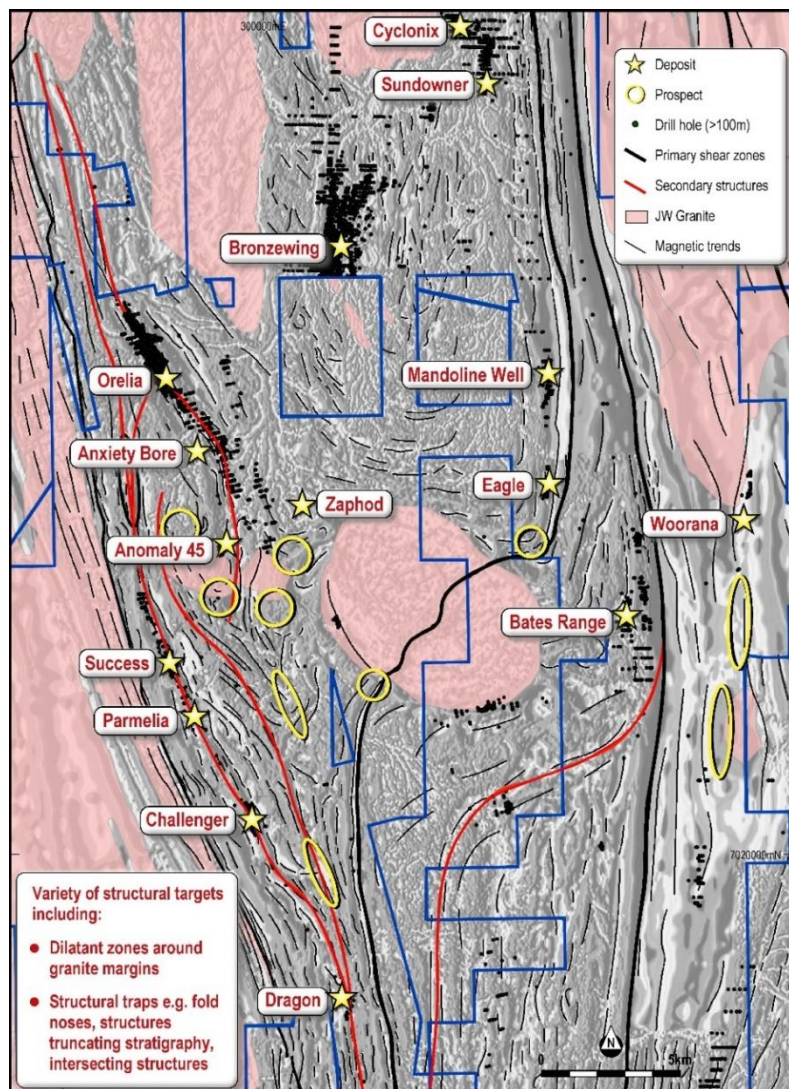 300000mE
Cyclonix
Sundowner
Deposit
Prospect
Drill hole (>100m)
Primary shear zones
Secondary structures
JW Granite
Magnetic trends
Bronzewing
Orelia
Mandoline Well
Anxiety Bore
Zaphod
Eagle
Woorana
Anomaly 45
Bates Range
Success
Parmelia
Challenger
7020000mN
Variety of structural targets
including:
● Dilatant zones around
granite margins
● Structural traps e.g. fold
noses, structures
truncating stratigraphy,
intersecting structures
Dragon
N
0
5km